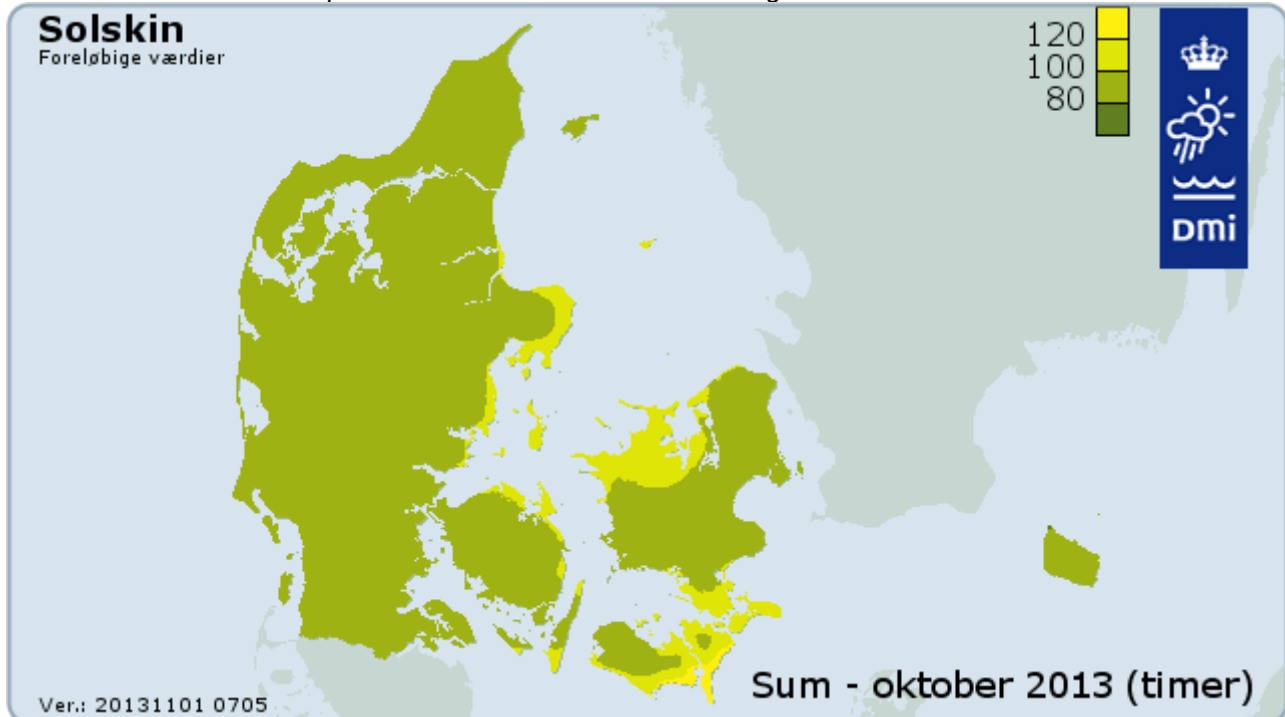 Solskin
Foreløbige værdier
120
100
80
DMi
Sum - oktober 2013 (timer)
Ver.: 20131101 0705